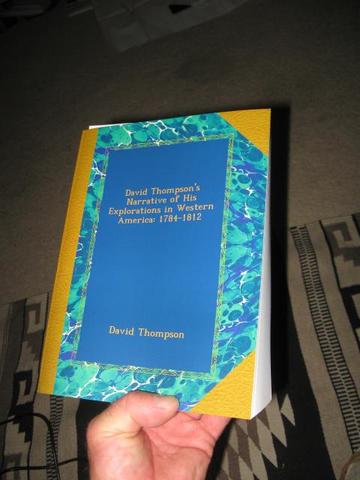 David Thompson's
Narrative of His
Explorations in Western
America: 1784-1812
David Thompson